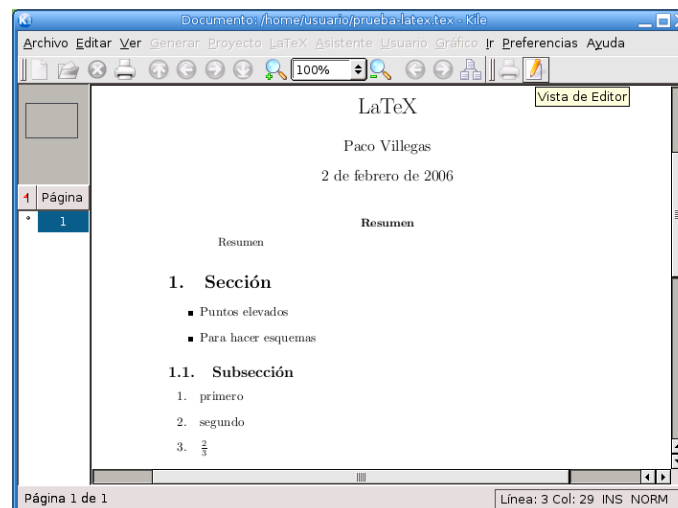 Documento: /home/usuario/prueba-latex.tex - Kile
Archivo Editar Ver Generar Proyecto LaTeX Asistente Usuario Gráfico Ir Preferencias Ayuda
100%
Vista de Editor
LaTeX
Paco Villegas
2 de febrero de 2006
Página
1
Resumen
Resumen
1. Sección
Puntos elevados
Para hacer esquemas
1.1. Subsección
1. primero
2. segundo
3. 2/3
Página 1 de 1
Línea: 3 Col: 29 INS NORM